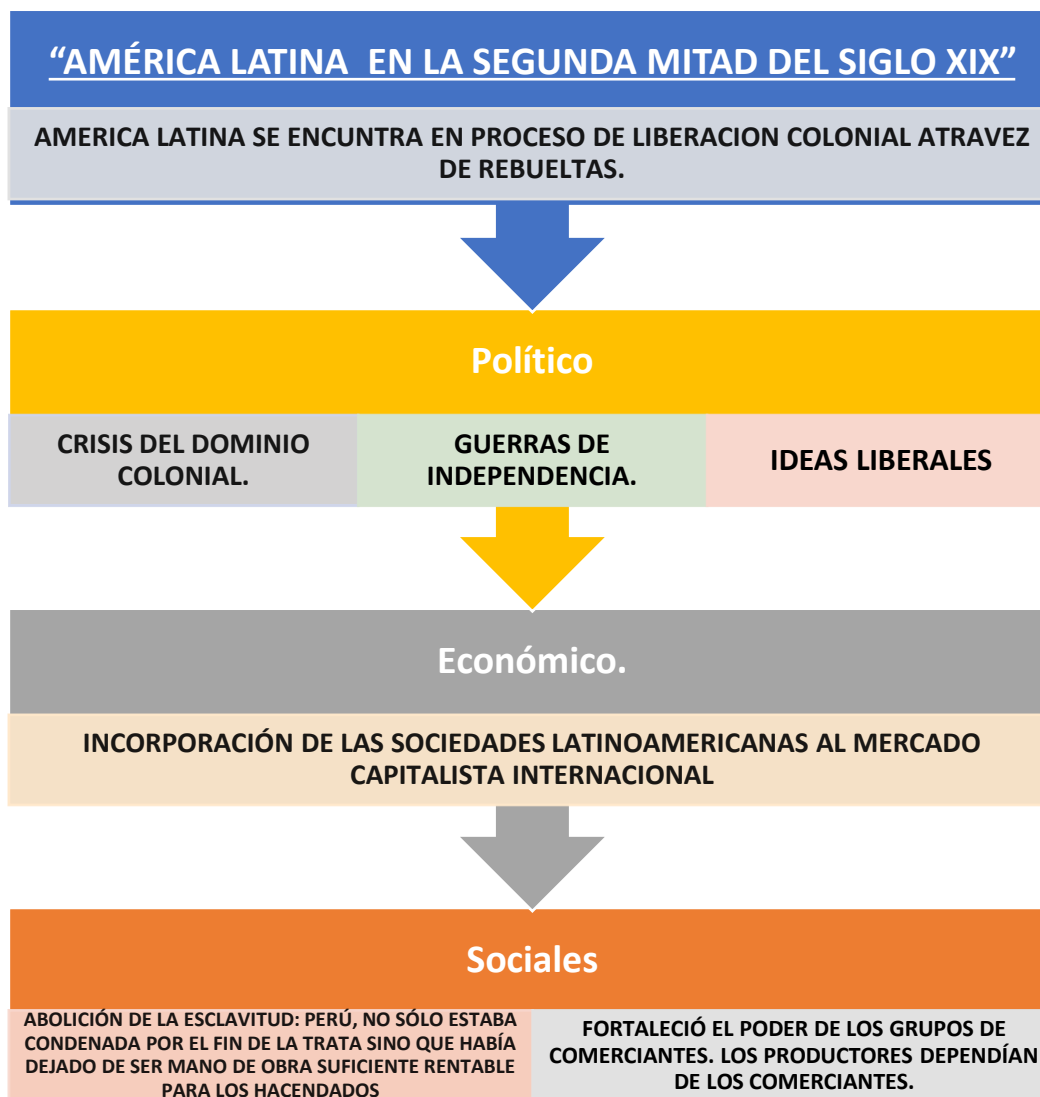 “AMÉRICA LATINA EN LA SEGUNDA MITAD DEL SIGLO XIX”
AMERICA LATINA SE ENCUNTRA EN PROCESO DE LIBERACION COLONIAL ATRAVEZ
DE REBUELTAS.
Político
CRISIS DEL DOMINIO
COLONIAL.
GUERRAS DE
INDEPENDENCIA.
IDEAS LIBERALES
Económico.
INCORPORACIÓN DE LAS SOCIEDADES LATINOAMERICANAS AL MERCADO
CAPITALISTA INTERNACIONAL
Sociales
ABOLICIÓN DE LA ESCLAVITUD: PERÚ, NO SÓLO ESTABA
CONDENADA POR EL FIN DE LA TRATA SINO QUE HABÍA
DEJADO DE SER MANO DE OBRA SUFICIENTE RENTABLE
PARA LOS HACENDADOS
FORTALECIÓ EL PODER DE LOS GRUPOS DE
COMERCIANTES. LOS PRODUCTORES DEPENDÍAN
DE LOS COMERCIANTES.